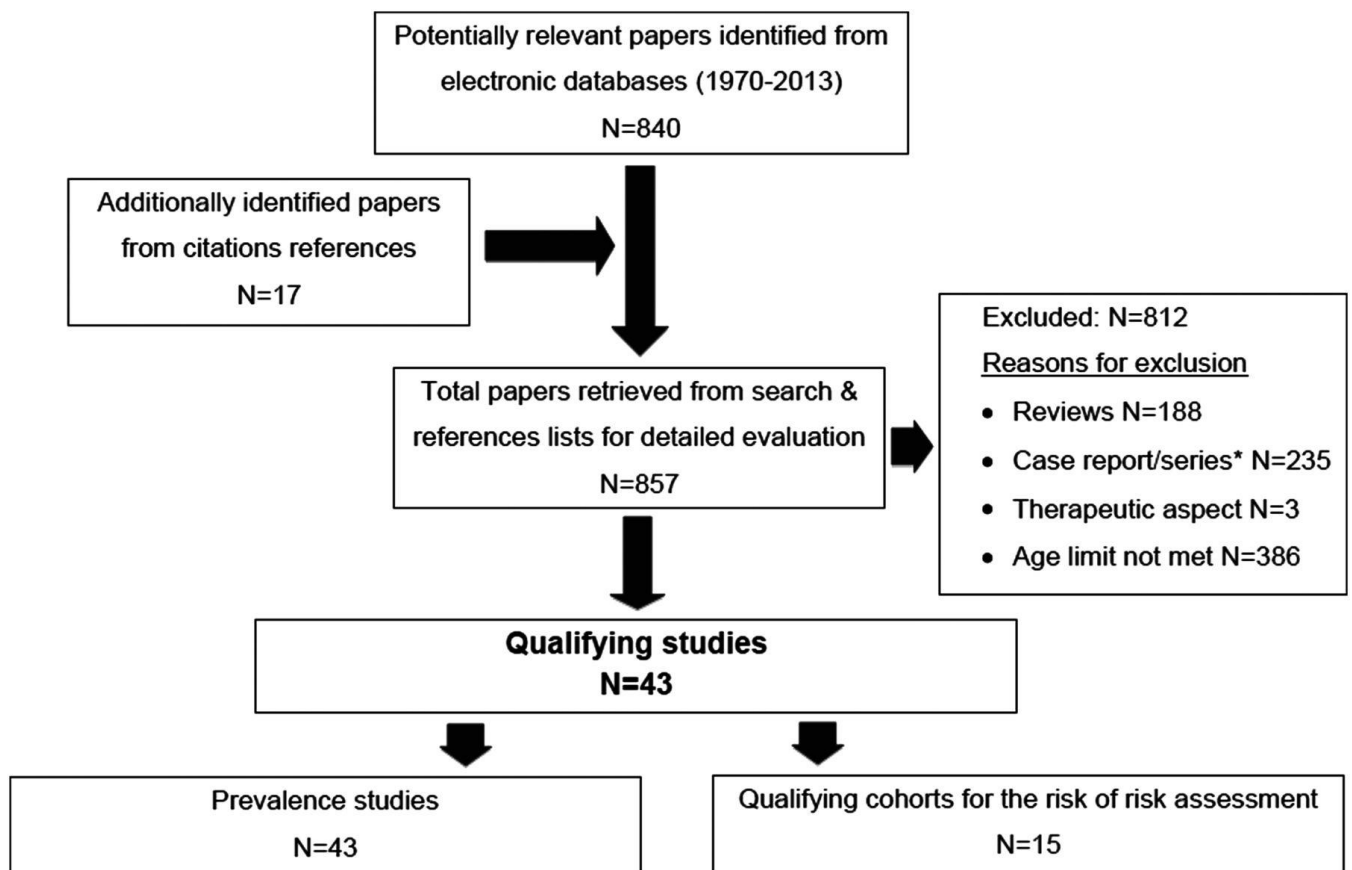 Potentially relevant papers identified from
electronic databases (1970-2013)
N=840
Additionally identified papers
from citations references
N=17
Total papers retrieved from search &
references lists for detailed evaluation
N=857
Excluded: N=812
Reasons for exclusion
• Reviews N=188
• Case report/series* N=235
• Therapeutic aspect N=3
• Age limit not met N=386
Qualifying studies
N=43
Prevalence studies
N=43
Qualifying cohorts for the risk of risk assessment
N=15